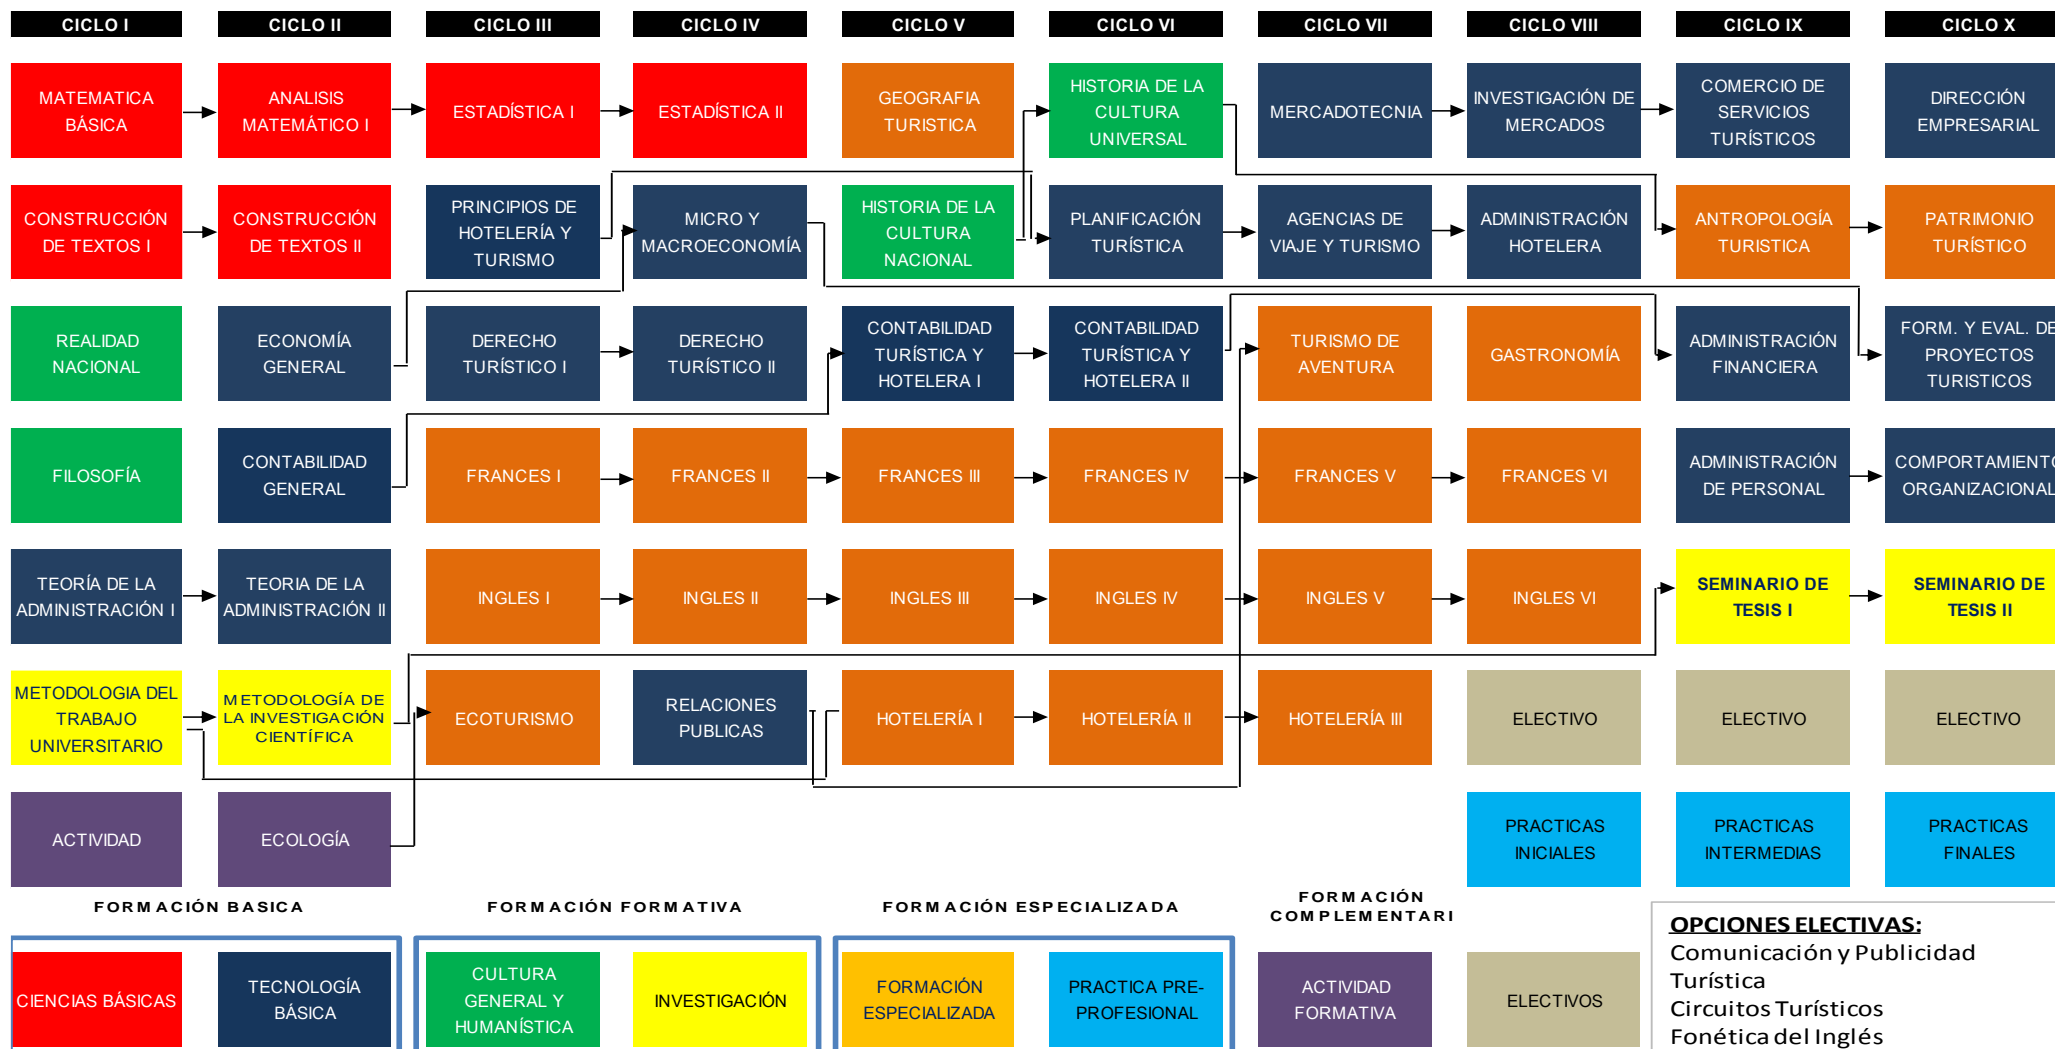 CICLO I
CICLO II
CICLO III
CICLO IV
CICLO V
CICLO VI
CICLO VII
CICLO VIII
CICLO IX
CICLO X
MATEMATICA
BÁSICA
ANALISIS
MATEMÁTICO I
ESTADÍSTICA I
ESTADÍSTICA II
GEOGRAFIA
TURISTICA
HISTORIA DE LA
CULTURA
UNIVERSAL
MERCADOTECNIA
INVESTIGACIÓN DE
MERCADOS
COMERCIO DE
SERVICIOS
TURÍSTICOS
DIRECCIÓN
EMPRESARIAL
CONSTRUCCIÓN
DE TEXTOS I
CONSTRUCCIÓN
DE TEXTOS II
PRINCIPIOS DE
HOTELERÍA Y
TURISMO
MICRO Y
MACROECONOMÍA
HISTORIA DE LA
CULTURA
NACIONAL
PLANIFICACIÓN
TURÍSTICA
AGENCIAS DE
VIAJE Y TURISMO
ADMINISTRACIÓN
HOTELERA
ANTROPOLOGÍA
TURISTICA
PATRIMONIO
TURÍSTICO
REALIDAD
NACIONAL
ECONOMÍA
GENERAL
DERECHO
TURÍSTICO I
DERECHO
TURÍSTICO II
CONTABILIDAD
TURÍSTICA Y
HOTELERA I
CONTABILIDAD
TURÍSTICA Y
HOTELERA II
TURISMO DE
AVENTURA
GASTRONOMÍA
ADMINISTRACIÓN
FINANCIERA
FORM. Y EVAL. DE
PROYECTOS
TURISTICOS
FILOSOFÍA
CONTABILIDAD
GENERAL
FRANCES I
FRANCES II
FRANCES III
FRANCES IV
FRANCES V
FRANCES VI
ADMINISTRACIÓN
DE PERSONAL
COMPORTAMIENTO
ORGANIZACIONAL
TEORÍA DE LA
ADMINISTRACIÓN I
TEORIA DE LA
ADMINISTRACIÓN II
INGLES I
INGLES II
INGLES III
INGLES IV
INGLES V
INGLES VI
SEMINARIO DE
TESIS I
SEMINARIO DE
TESIS II
METODOLOGIA DEL
TRABAJO
UNIVERSITARIO
METODOLOGÍA DE
LA INVESTIGACIÓN
CIENTÍFICA
ECOTURISMO
RELACIONES
PUBLICAS
HOTELERÍA I
HOTELERÍA II
HOTELERÍA III
ELECTIVO
ELECTIVO
ELECTIVO
ACTIVIDAD
ECOLOGÍA
PRACTICAS
INICIALES
PRACTICAS
INTERMEDIAS
PRACTICAS
FINALES
FORMACIÓN BASICA
FORMACIÓN FORMATIVA
FORMACIÓN ESPECIALIZADA
FORMACIÓN
COMPLEMENTARI
CIENCIAS BÁSICAS
TECNOLOGÍA
BÁSICA
CULTURA
GENERAL Y
HUMANÍSTICA
INVESTIGACIÓN
FORMACIÓN
ESPECIALIZADA
PRACTICA PRE-
PROFESIONAL
ACTIVIDAD
FORMATIVA
ELECTIVOS
OPCIONES ELECTIVAS:
Comunicación y Publicidad
Turística
Circuitos Turísticos
Fonética del Inglés